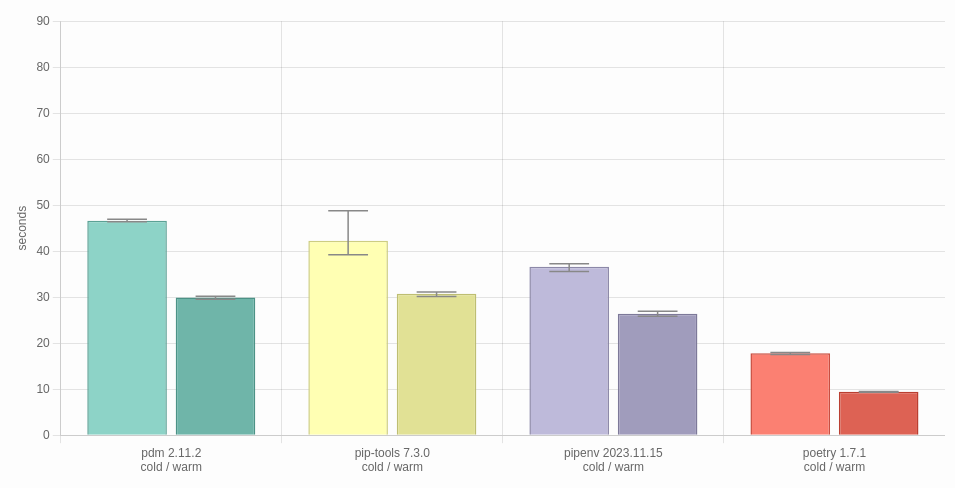 90
80
70
60
50
40
30
20
10
0
seconds
pdm 2.11.2
cold / warm
pip-tools 7.3.0
cold / warm
pipenv 2023.11.15
cold / warm
poetry 1.7.1
cold / warm